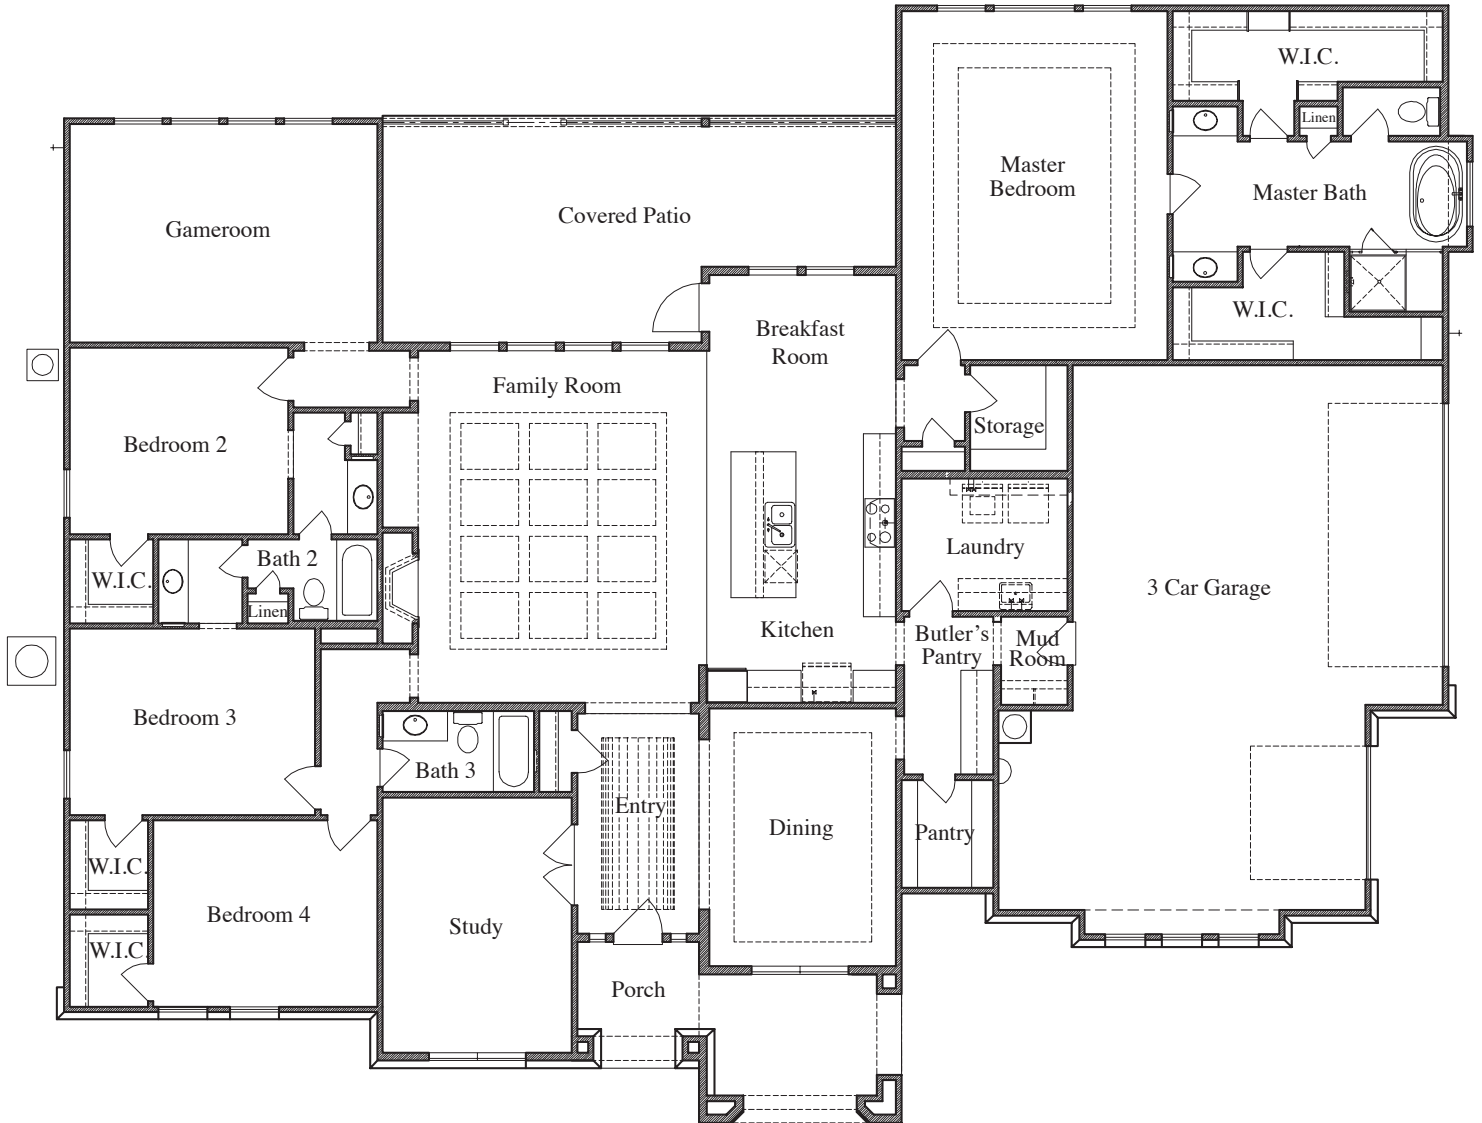 W.I.C.
Linen
Master
Bedroom
Master Bath
Covered Patio
Gameroom
W.I.C.
Breakfast
Room
Family Room
Storage
Bedroom 2
Laundry
Bath 2
W.I.C.
3 Car Garage
Linen
Kitchen
Butler's
Pantry
Mud
Room
Bedroom 3
Bath 3
Entry
Dining
Pantry
W.I.C.
Bedroom 4
Study
W.I.C.
Porch